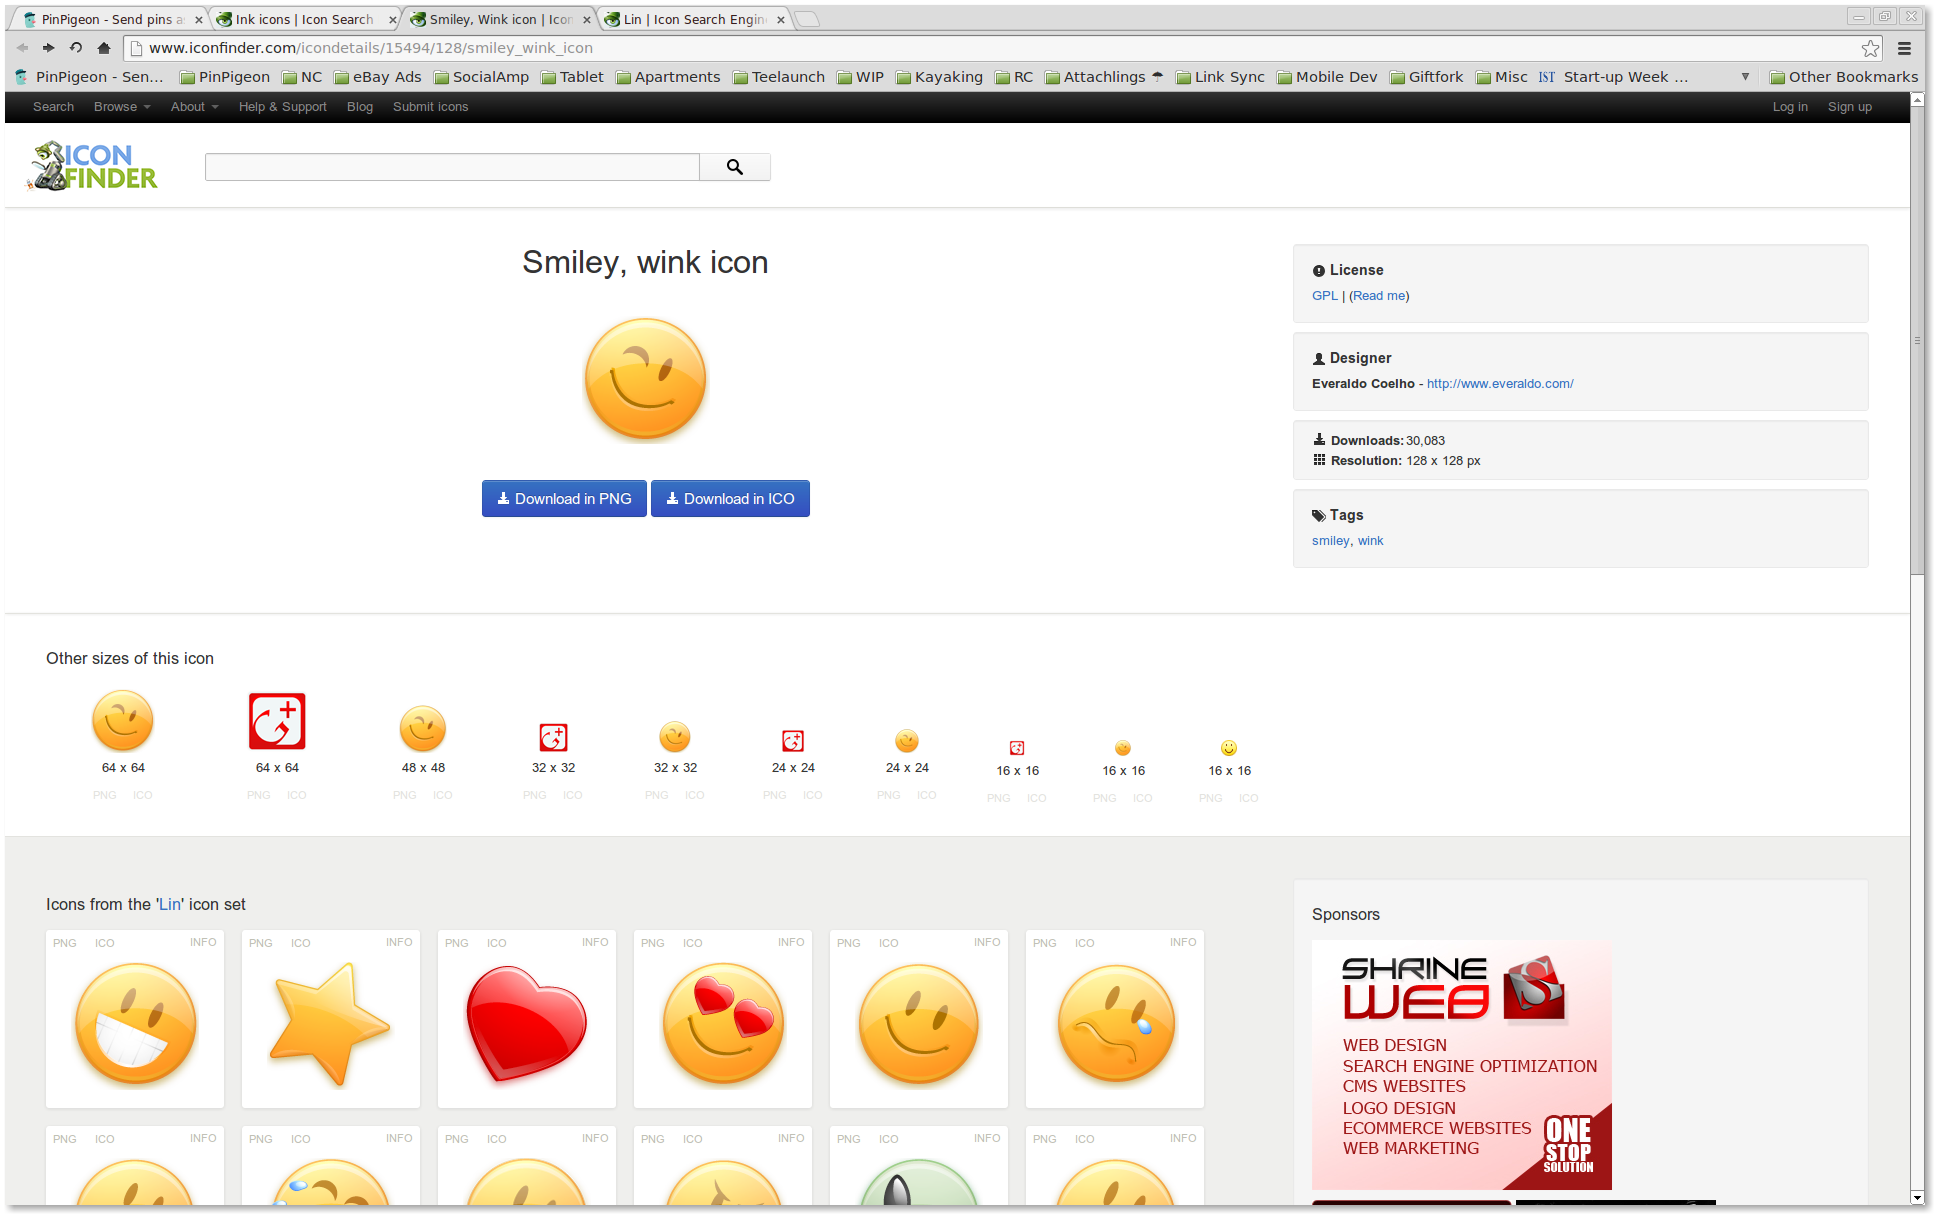 PinPigeon - Send pins as
Ink icons | Icon Search
Smiley, Wink icon | Icon
Lin | Icon Search Engine
www.iconfinder.com/icondetails/15494/128/smiley_wink_icon
PinPigeon - Sen... PinPigeon NC eBay Ads SocialAmp Tablet Apartments Teelaunch WIP Kayaking RC Attachlings ☂ Link Sync Mobile Dev Giftfork Misc IST Start-up Week ... Other Bookmarks
Search Browse About Help & Support Blog Submit icons Log in Sign up
ICON
FINDER
Smiley, wink icon
Download in PNG Download in ICO
License
GPL | (Read me)
Designer
Everaldo Coelho - http://www.everaldo.com/
Downloads: 30,083
Resolution: 128 x 128 px
Tags
smiley, wink
Other sizes of this icon
64 x 64 64 x 64 48 x 48 32 x 32 32 x 32 24 x 24 24 x 24 16 x 16 16 x 16 16 x 16
PNG ICO PNG ICO PNG ICO PNG ICO PNG ICO PNG ICO PNG ICO PNG ICO PNG ICO PNG ICO
Icons from the 'Lin' icon set
PNG ICO INFO PNG ICO INFO PNG ICO INFO PNG ICO INFO PNG ICO INFO PNG ICO INFO
PNG ICO INFO PNG ICO INFO PNG ICO INFO PNG ICO INFO PNG ICO INFO PNG ICO INFO
Sponsors
SHRINE
WEB
S
WEB DESIGN
SEARCH ENGINE OPTIMIZATION
CMS WEBSITES
LOGO DESIGN
ECOMMERCE WEBSITES
WEB MARKETING
ONE
STOP
SOLUTION